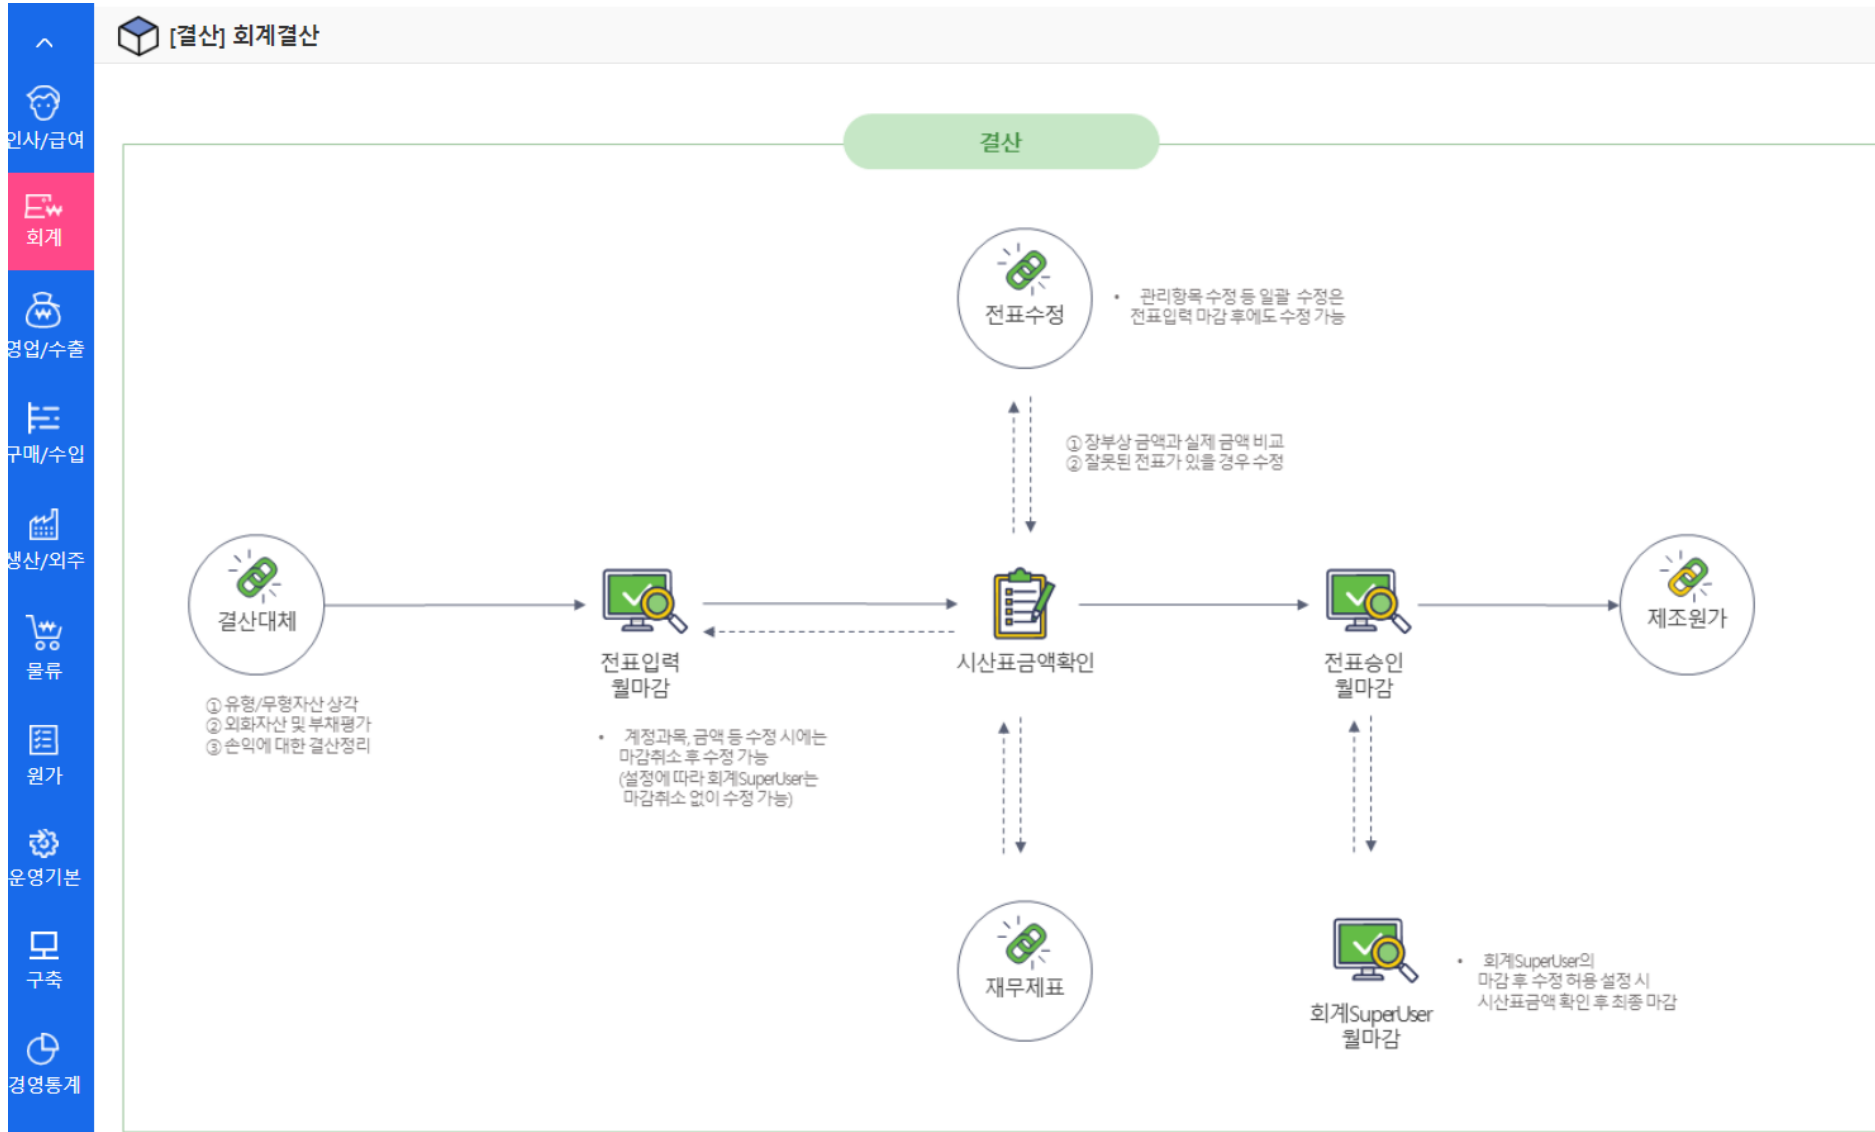 [결산] 회계결산
인사/급여
회계
영업/수출
구매/수입
생산/외주
물류
원가
운영기본
구축
경영통계
결산
전표수정
• 관리항목 수정 등 일괄 수정은
전표입력 마감 후에도 수정 가능
① 장부상 금액과 실제 금액 비교
② 잘못된 전표가 있을 경우 수정
결산대체
① 유형/무형자산 상각
② 외화자산 및 부채평가
③ 손익에 대한 결산정리
전표입력
월마감
• 계정과목, 금액 등 수정 시에는
마감취소 후 수정 가능
(설정에 따라 회계SuperUser는
마감취소 없이 수정 가능)
시산표금액확인
전표승인
월마감
제조원가
재무제표
회계SuperUser
월마감
• 회계SuperUser의
마감 후 수정 허용 설정 시
시산표금액 확인 후 최종 마감